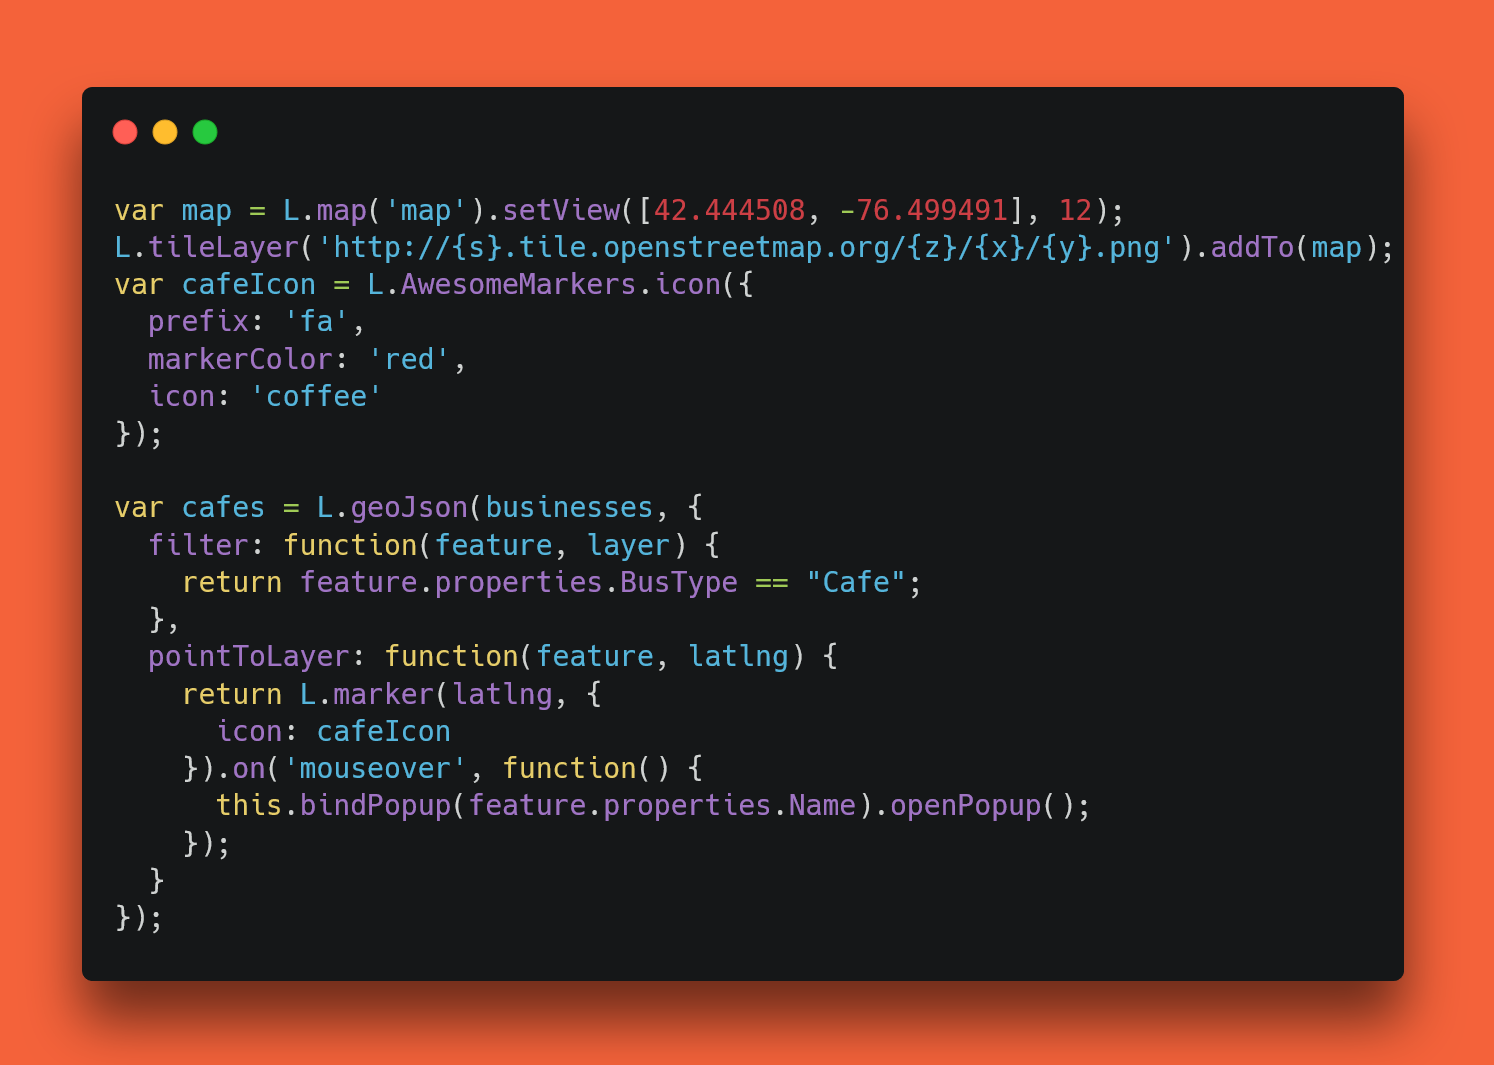 var map = L.map('map').setView([42.444508, -76.499491], 12);
L.tileLayer('http://{s}.tile.openstreetmap.org/{z}/{x}/{y}.png').addTo(map);
var cafeIcon = L.AwesomeMarkers.icon({
  prefix: 'fa',
  markerColor: 'red',
  icon: 'coffee'
});

var cafes = L.geoJson(businesses, {
  filter: function(feature, layer) {
    return feature.properties.BusType == "Cafe";
  },
  pointToLayer: function(feature, latlng) {
    return L.marker(latlng, {
      icon: cafeIcon
    }).on('mouseover', function() {
      this.bindPopup(feature.properties.Name).openPopup();
    });
  }
});